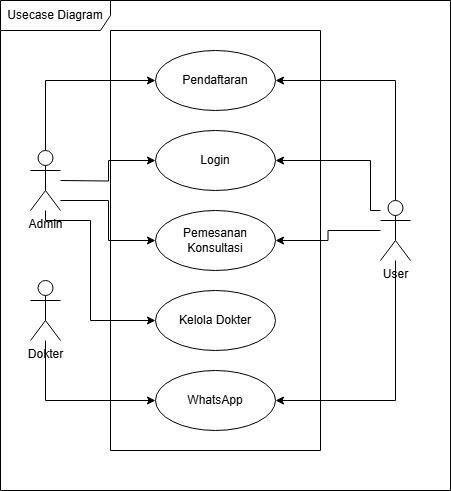 Usecase Diagram
Pendaftaran
Login
Admin
Pemesanan
Konsultasi
User
Kelola Dokter
Dokter
WhatsApp